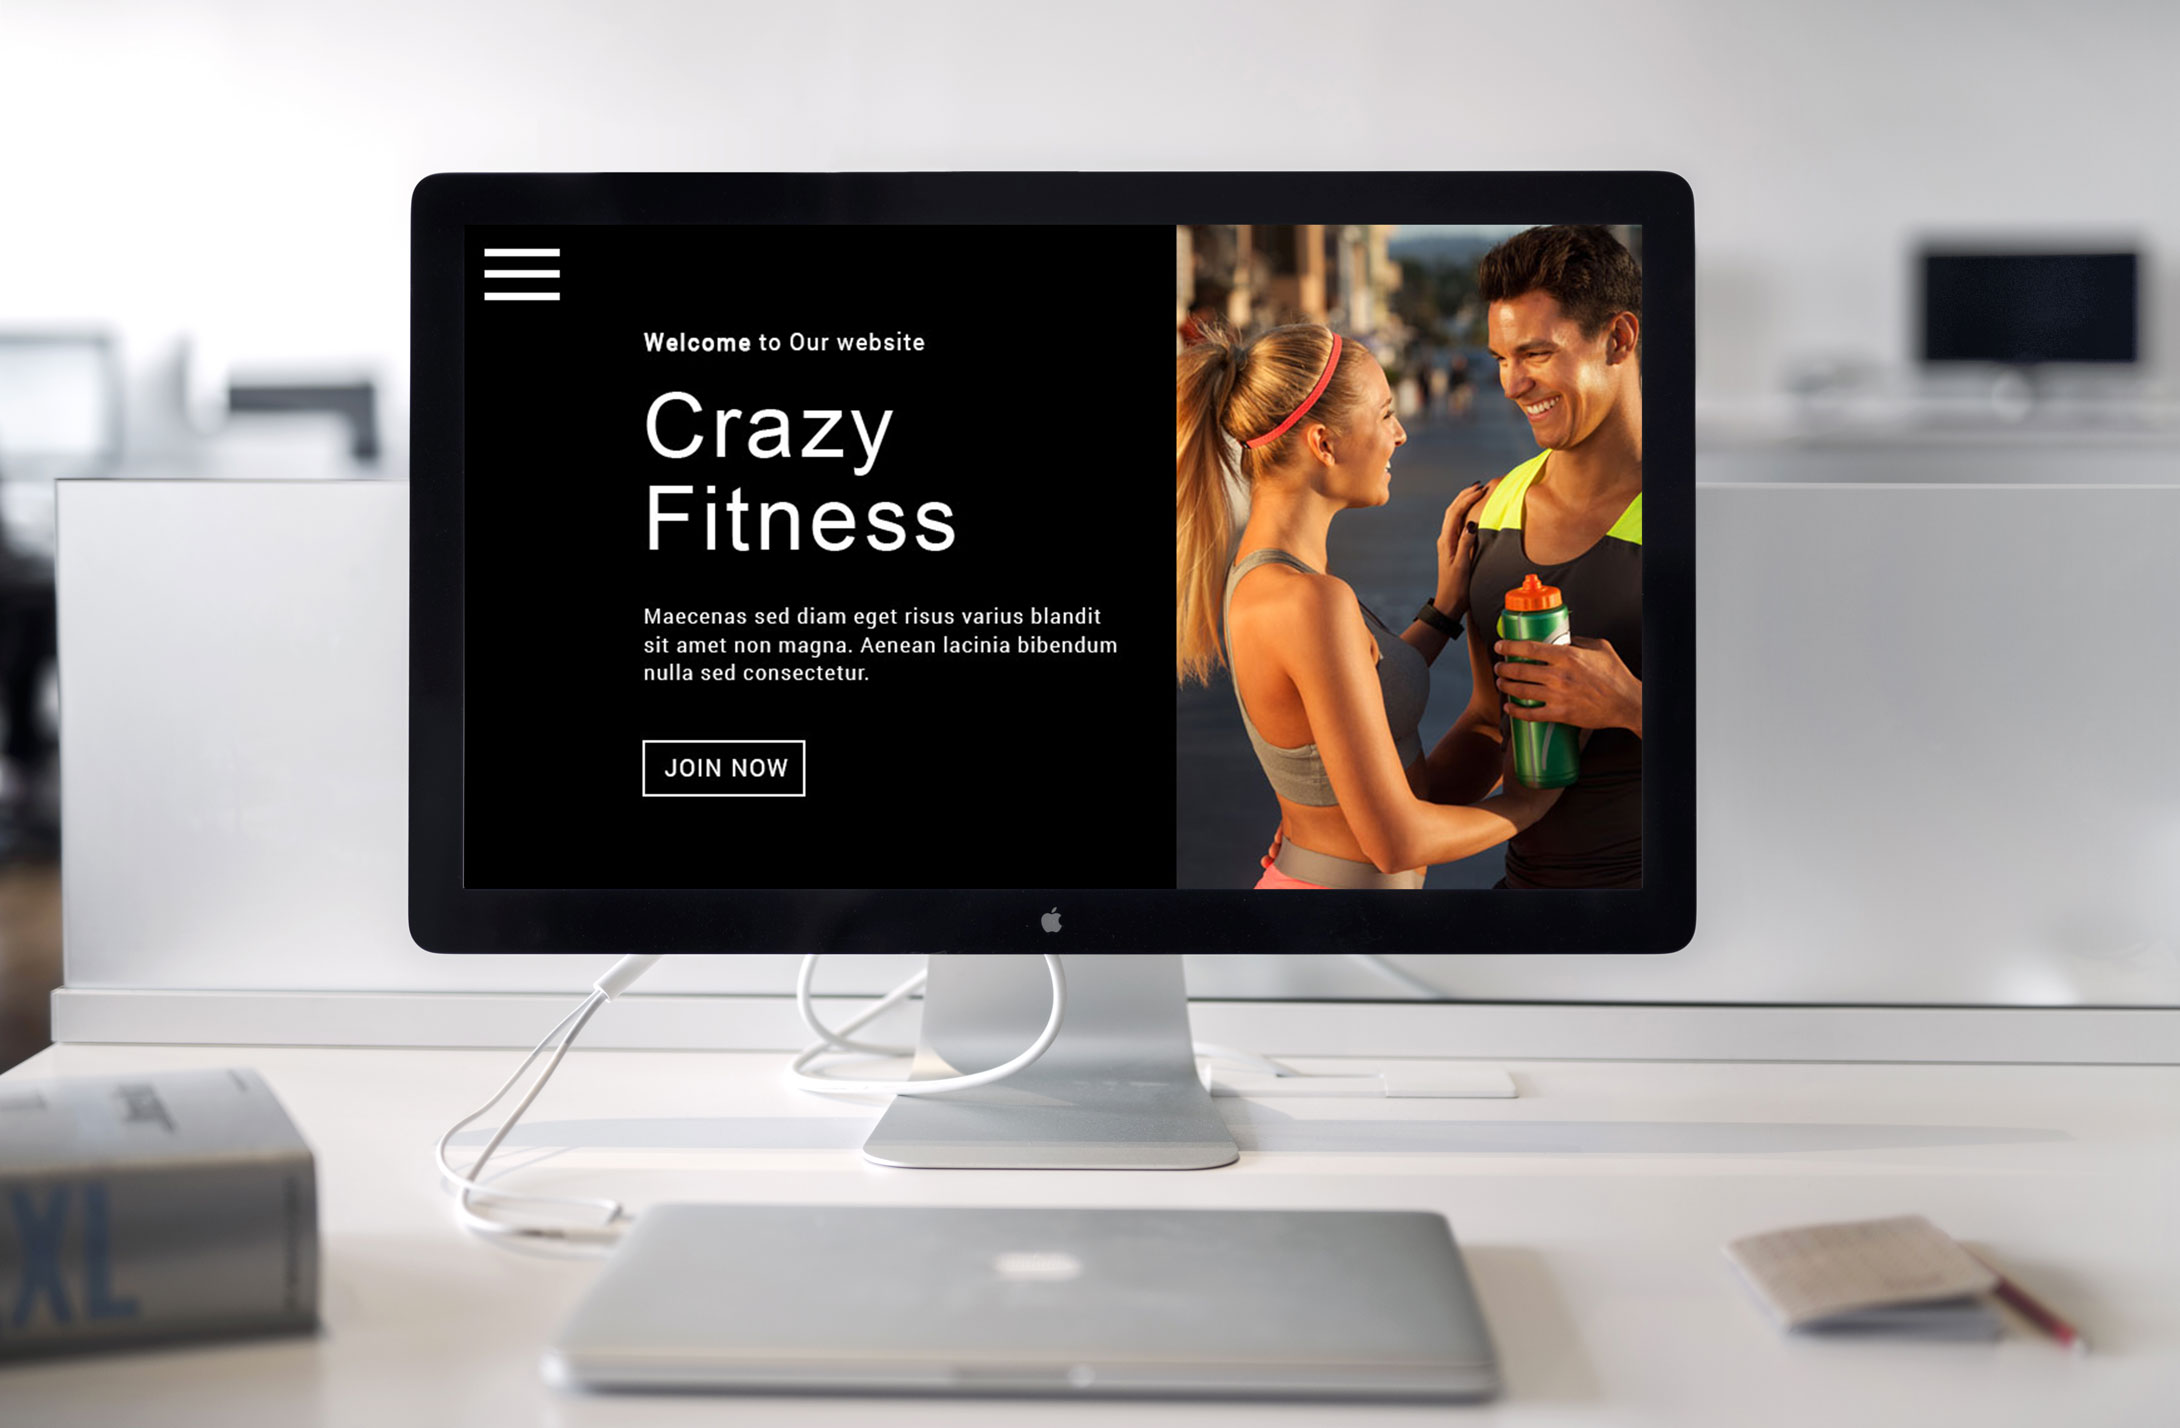 Welcome to Our website
Crazy
Fitness
Maecenas sed diam eget risus varius blandit
sit amet non magna. Aenean lacinia bibendum
nulla sed consectetur.
JOIN NOW
XL